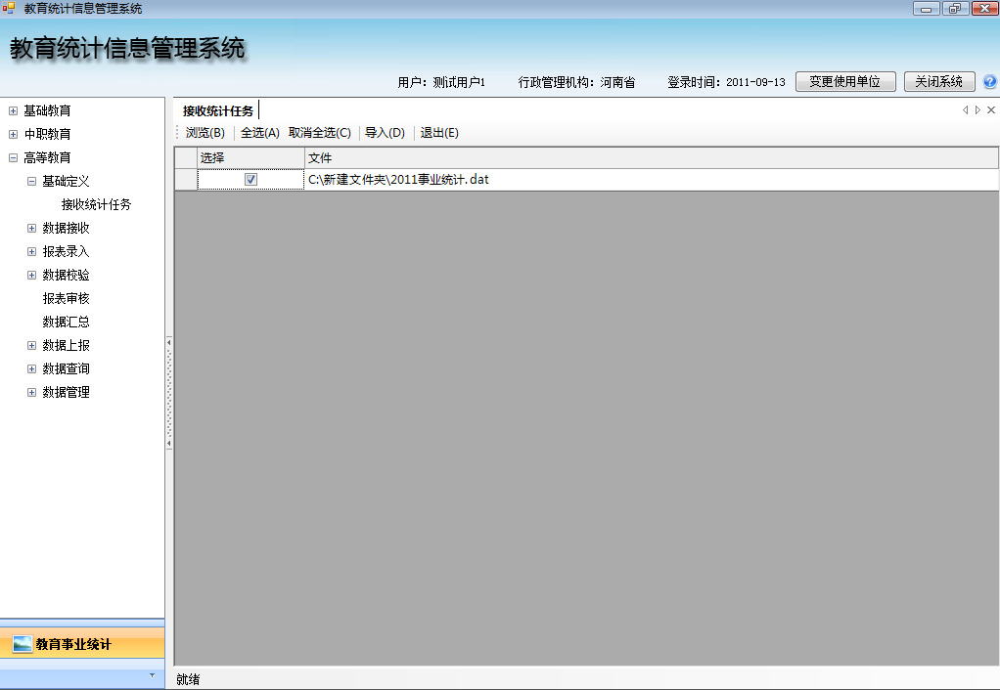 教育统计信息管理系统
教育统计信息管理系统
用户：测试用户1 行政管理机构：河南省 登录时间：2011-09-13 变更使用单位 关闭系统
基础教育
中职教育
高等教育
基础定义
接收统计任务
数据接收
报表录入
数据校验
报表审核
数据汇总
数据上报
数据查询
数据管理
教育事业统计
接收统计任务
浏览(B) 全选(A) 取消全选(C) 导入(D) 退出(E)
选择 文件
C:\新建文件夹\2011事业统计.dat
就绪